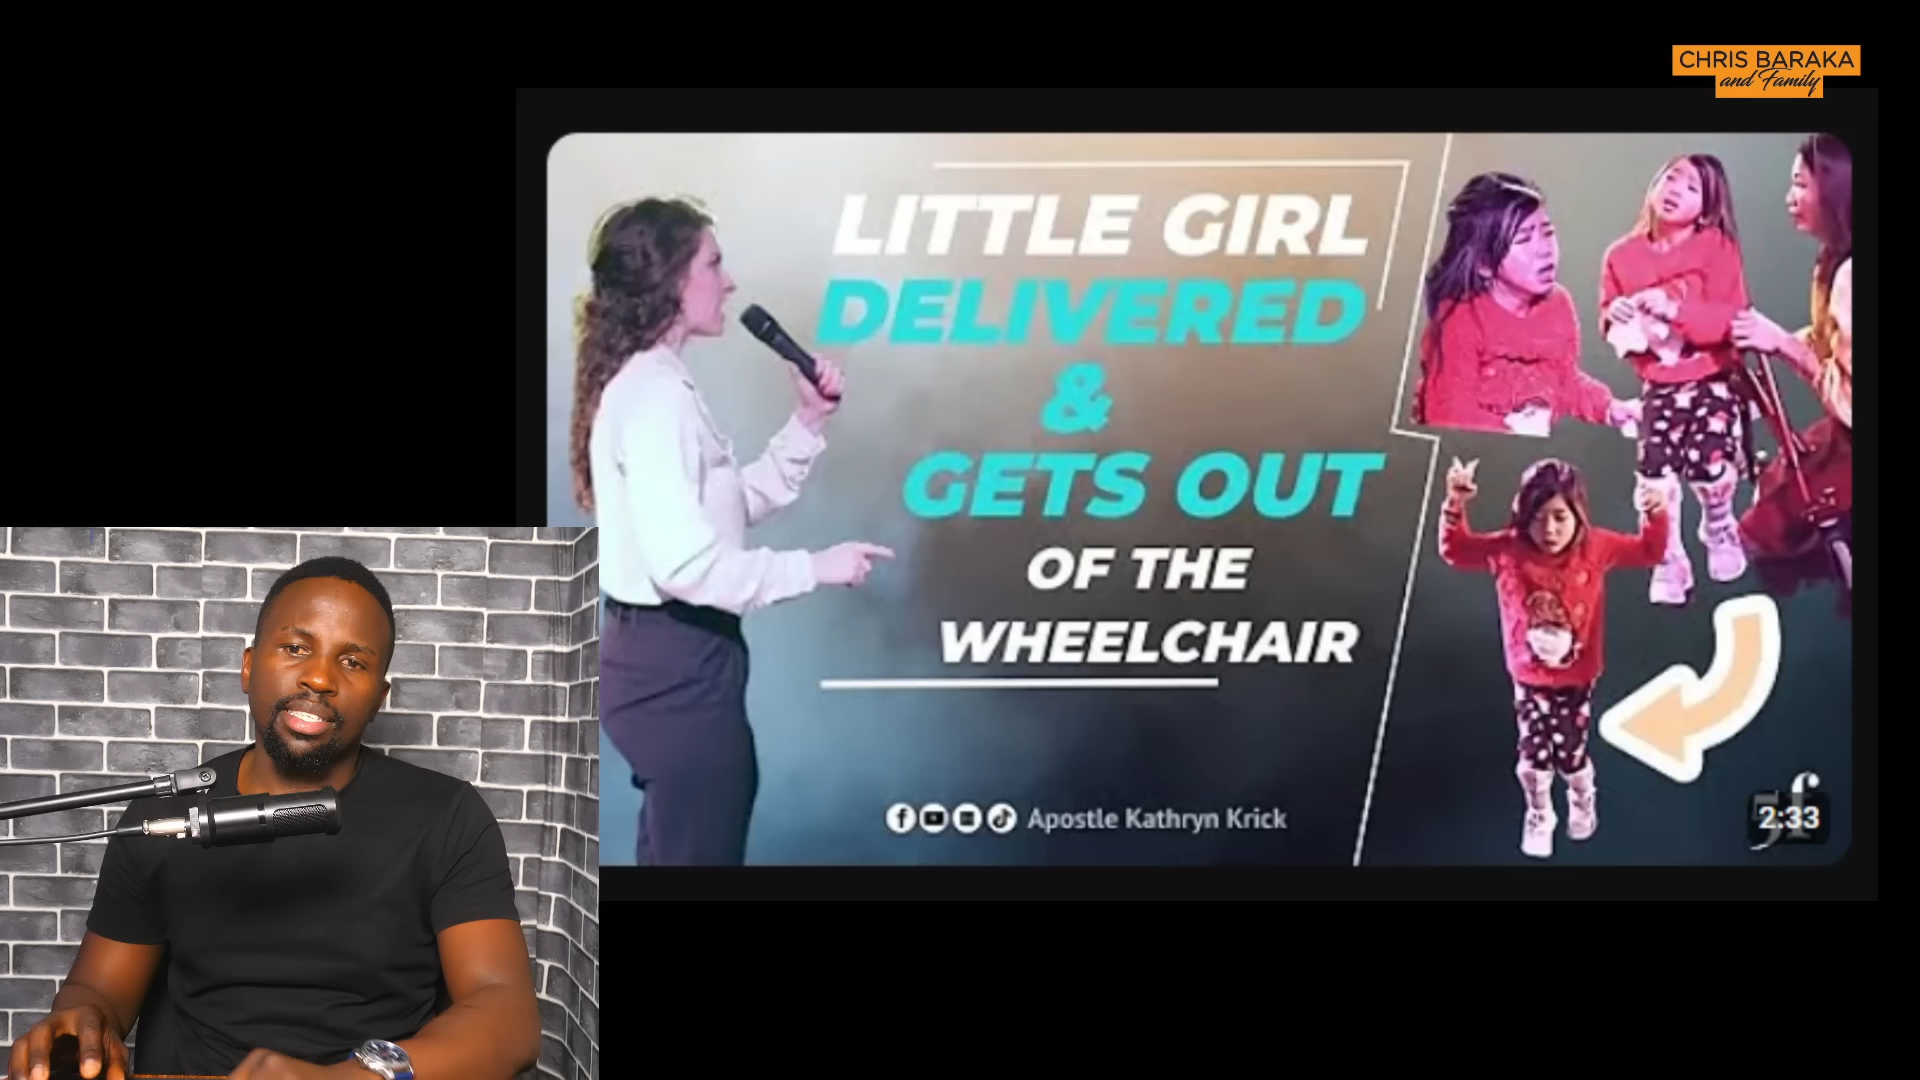 CHRIS BARAKA
and Family
LITTLE GIRL
DELIVERED
&
GETS OUT
OF THE
WHEELCHAIR
Apostle Kathryn Krick
2:33